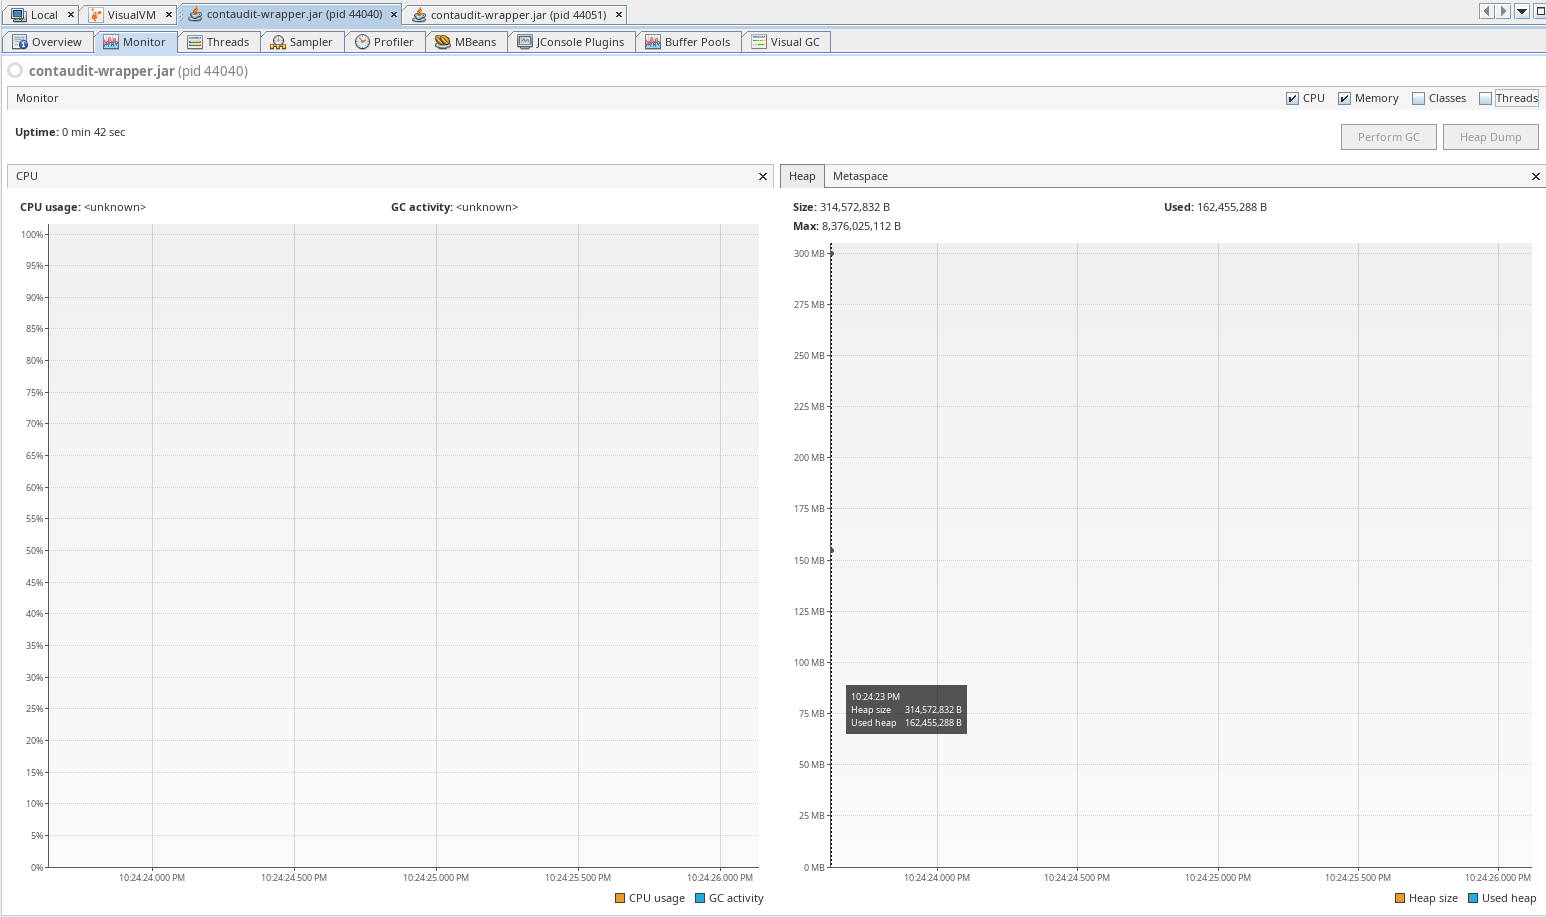 Local × VisualVM × contaudit-wrapper.jar (pid 44040) × contaudit-wrapper.jar (pid 44051) ×
Overview Monitor Threads Sampler Profiler MBeans JConsole Plugins Buffer Pools Visual GC
contaudit-wrapper.jar (pid 44040)
Monitor CPU Memory Classes Threads
Uptime: 0 min 42 sec
Perform GC Heap Dump
CPU ×
CPU usage: <unknown> GC activity: <unknown>
100%
95%
90%
85%
80%
75%
70%
65%
60%
55%
50%
45%
40%
35%
30%
25%
20%
15%
10%
5%
0%
10:24:24.000 PM 10:24:24.500 PM 10:24:25.000 PM 10:24:25.500 PM 10:24:26.000 PM
CPU usage GC activity
Heap Metaspace ×
Size: 314,572,832 B Used: 162,455,288 B
Max: 8,376,025,112 B
300 MB
275 MB
250 MB
225 MB
200 MB
175 MB
150 MB
125 MB
100 MB
75 MB
50 MB
25 MB
0 MB
10:24:23 PM
Heap size 314,572,832 B
Used heap 162,455,288 B
10:24:24.000 PM 10:24:24.500 PM 10:24:25.000 PM 10:24:25.500 PM 10:24:26.000 PM
Heap size Used heap